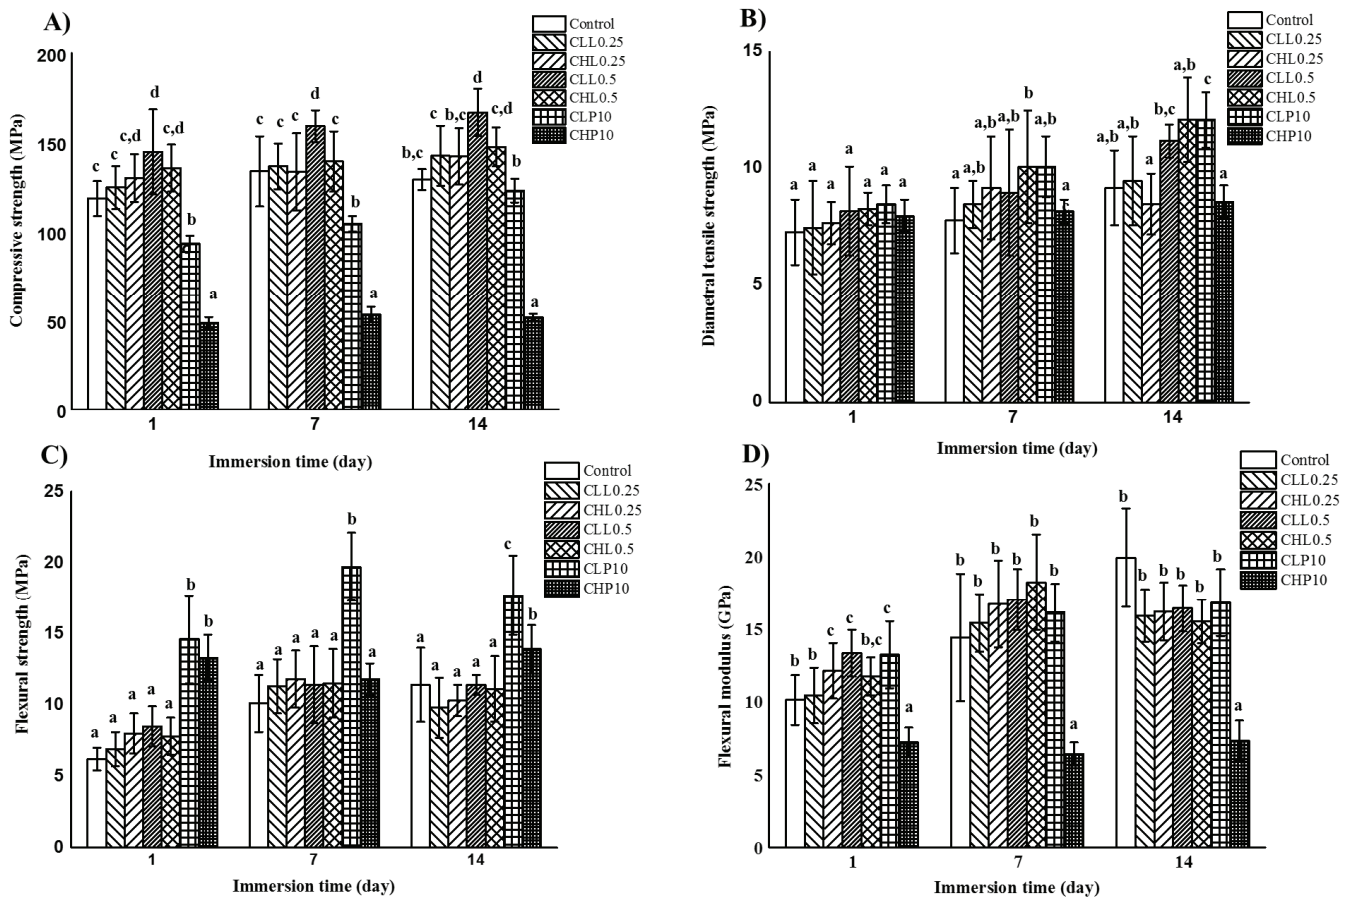 A)
Control
CLL0.25
CHL0.25
CLL0.5
CHL0.5
CLP10
CHP10
Compressive strength (MPa)
200
150
100
50
0
c c c,d d c,d b a
c c c d c b a
b,c c b,c d c,d b a
1 7 14
Immersion time (day)
B)
Control
CLL0.25
CHL0.25
CLL0.5
CHL0.5
CLP10
CHP10
Diametral tensile strength (MPa)
15
10
5
0
a a a a a a a
a a,b a,b a,b b a,b a
a,b a,b a b,c a,b c a
1 7 14
Immersion time (day)
C)
Control
CLL0.25
CHL0.25
CLL0.5
CHL0.5
CLP10
CHP10
Flexural strength (MPa)
25
20
15
10
5
0
a a a a a b b
a a a a a b a
a a a a a c b
1 7 14
Immersion time (day)
D)
Control
CLL0.25
CHL0.25
CLL0.5
CHL0.5
CLP10
CHP10
Flexural modulus (GPa)
25
20
15
10
5
0
b b c c b,c c a
b b b b b b a
b b b b b b a
1 7 14
Immersion time (day)